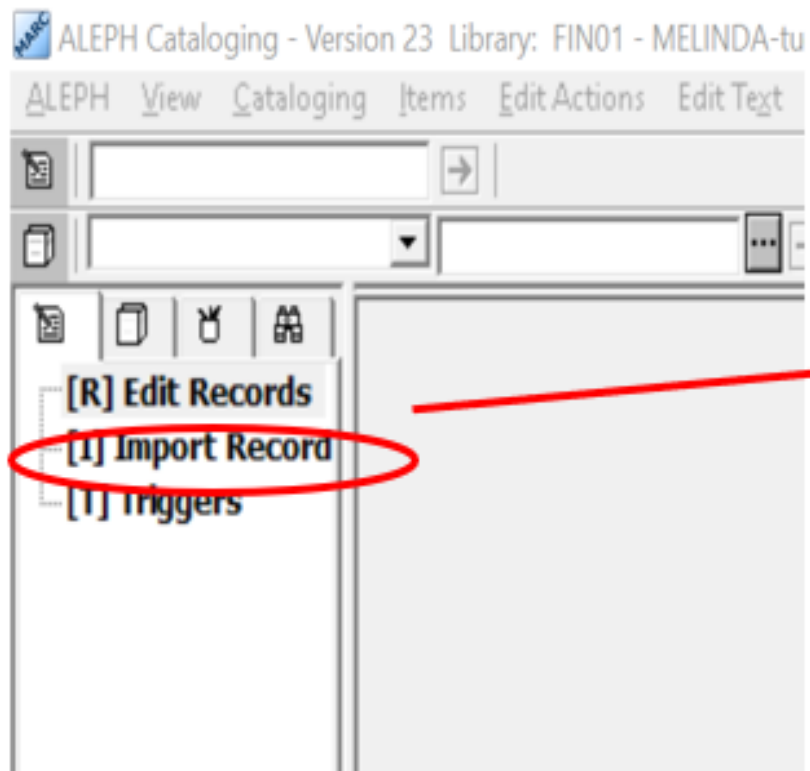 MARC ALEPH Cataloging - Version 23 Library: FIN01 - MELINDA-tu
ALEPH View Cataloging Items Edit Actions Edit Text
...
[R] Edit Records
[I] Import Record
[T] Triggers